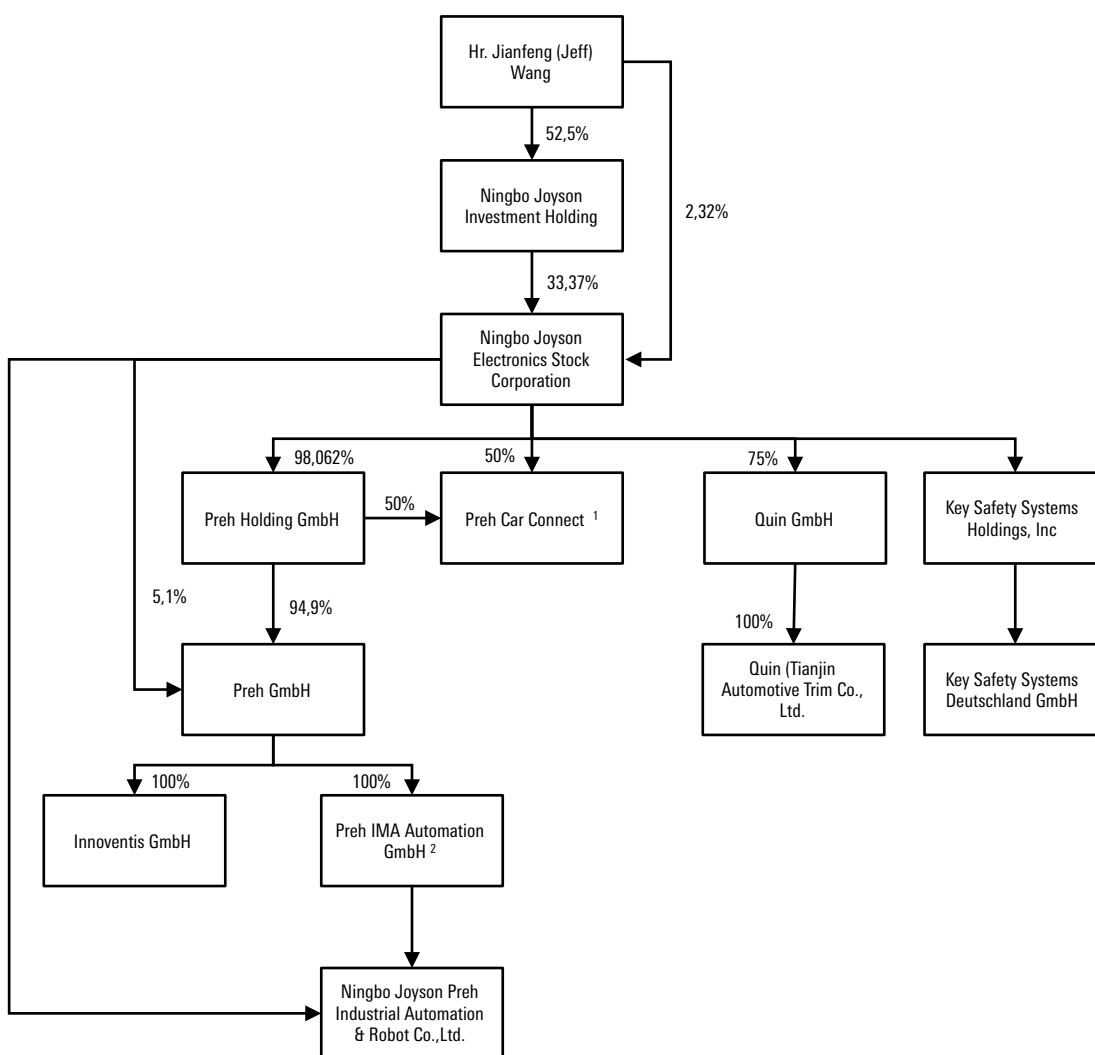 Hr. Jianfeng (Jeff)
Wang
52,5%
Ningbo Joyson
Investment Holding
2,32%
33,37%
Ningbo Joyson
Electronics Stock
Corporation
98,062%
50%
75%
Preh Holding GmbH
50%
Preh Car Connect 1
Quin GmbH
Key Safety Systems
Holdings, Inc
5,1%
94,9%
100%
Preh GmbH
Quin (Tianjin
Automotive Trim Co.,
Ltd.
Key Safety Systems
Deutschland GmbH
100%
100%
Innoventis GmbH
Preh IMA Automation
GmbH 2
Ningbo Joyson Preh
Industrial Automation
& Robot Co.,Ltd.